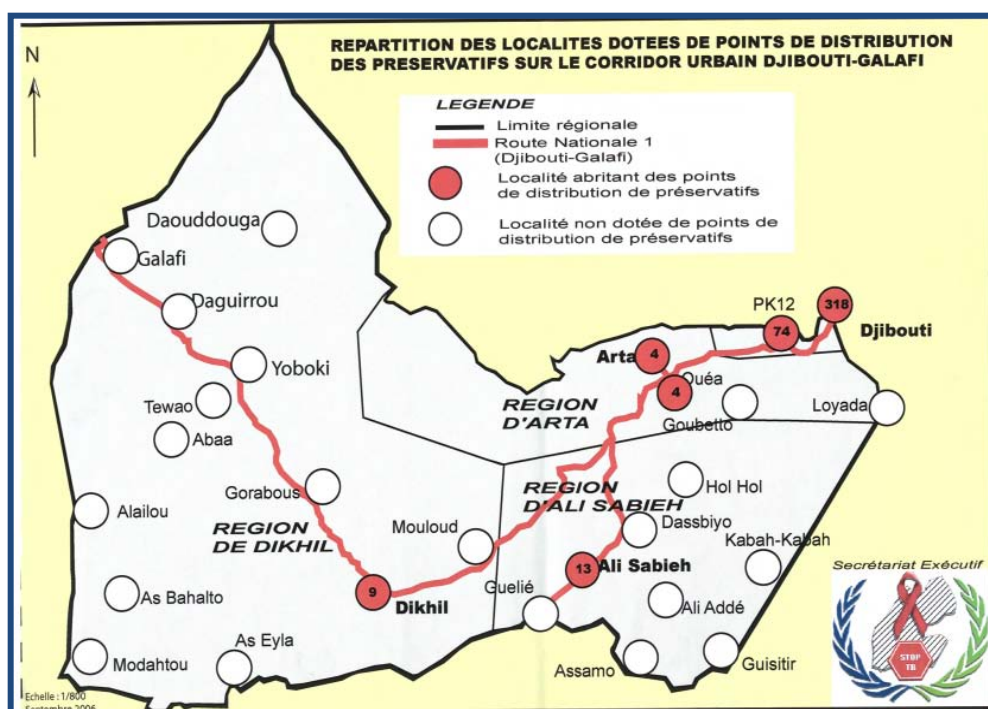 REPARTITION DES LOCALITES DOTEES DE POINTS DE DISTRIBUTION
DES PRESERVATIFS SUR LE CORRIDOR URBAIN DJIBOUTI-GALAFI
N
LEGENDE
Limite régionale
Route Nationale 1
(Djibouti-Galafi)
Localité abritant des points
de distribution de préservatifs
Localité non dotée de points de
distribution de préservatifs
Daouddouga
Galafi
Daguirrou
PK12
318
74
Djibouti
Arta
4
Yoboki
Ouéa
4
Tewao
REGION
D'ARTA
Goubetto
Loyada
Abaa
Gorabous
REGION
D'ALI SABIEH
Hol Hol
Alailou
REGION
DE DIKHIL
Mouloud
Dassbiyo
Kabah-Kabah
13
Ali Sabieh
Guelié
9
Dikhil
As Bahalto
Ali Addé
Secrétariat Exécutif
As Eyla
Modahtou
Assamo
Guisitir
STOP
TB
Echelle : 1/800
Septembre 2006